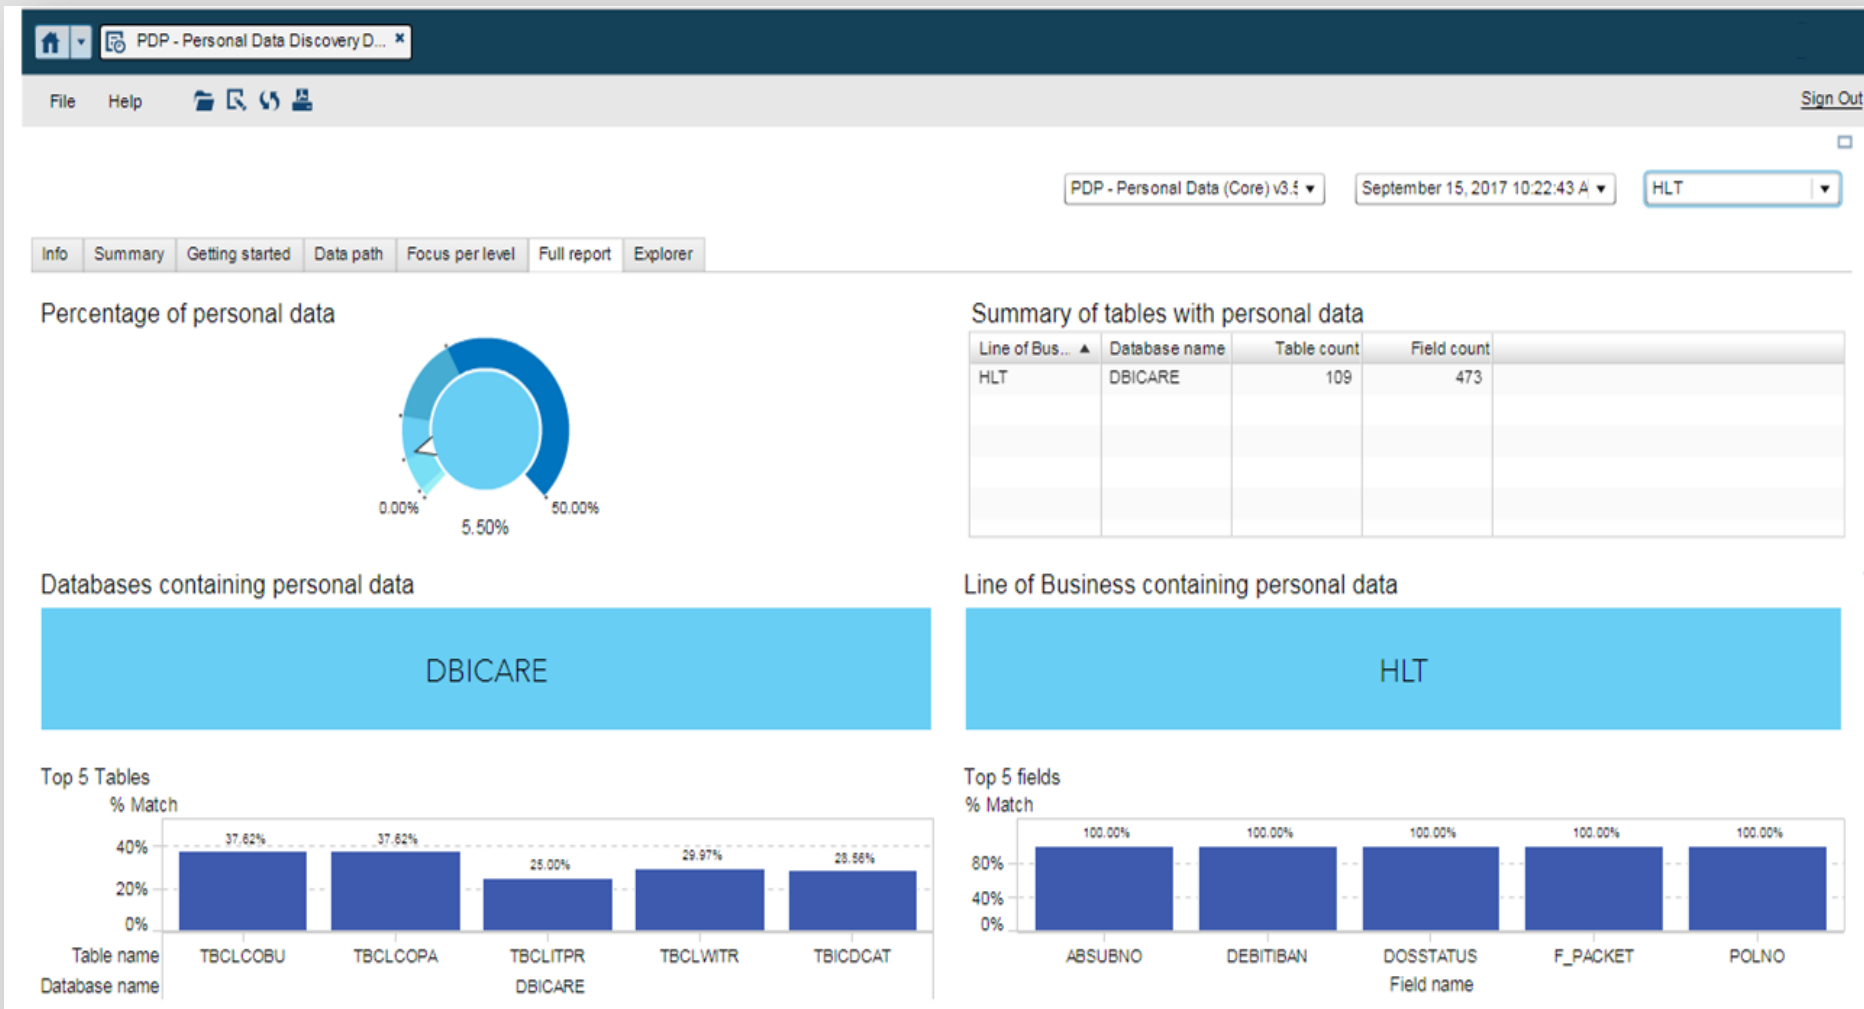 PDP - Personal Data Discovery D...
File Help
Sign Out
PDP - Personal Data (Core) v3.5 September 15, 2017 10:22:43 A HLT
Info Summary Getting started Data path Focus per level Full report Explorer
Percentage of personal data
0.00% 50.00%
5.50%
Summary of tables with personal data
Line of Bus... Database name Table count Field count
HLT DBICARE 109 473
Databases containing personal data
DBICARE
Line of Business containing personal data
HLT
Top 5 Tables
% Match
37.62% 37.62% 25.00% 29.97% 28.56%
40%
20%
0%
Table name TBCLCOBU TBCLCOPA TBCLITPR TBCLWITR TBICDCAT
Database name DBICARE
Top 5 fields
% Match
100.00% 100.00% 100.00% 100.00% 100.00%
80%
40%
0%
ABSUBNO DEBITIBAN DOSSTATUS F_PACKET POLNO
Field name